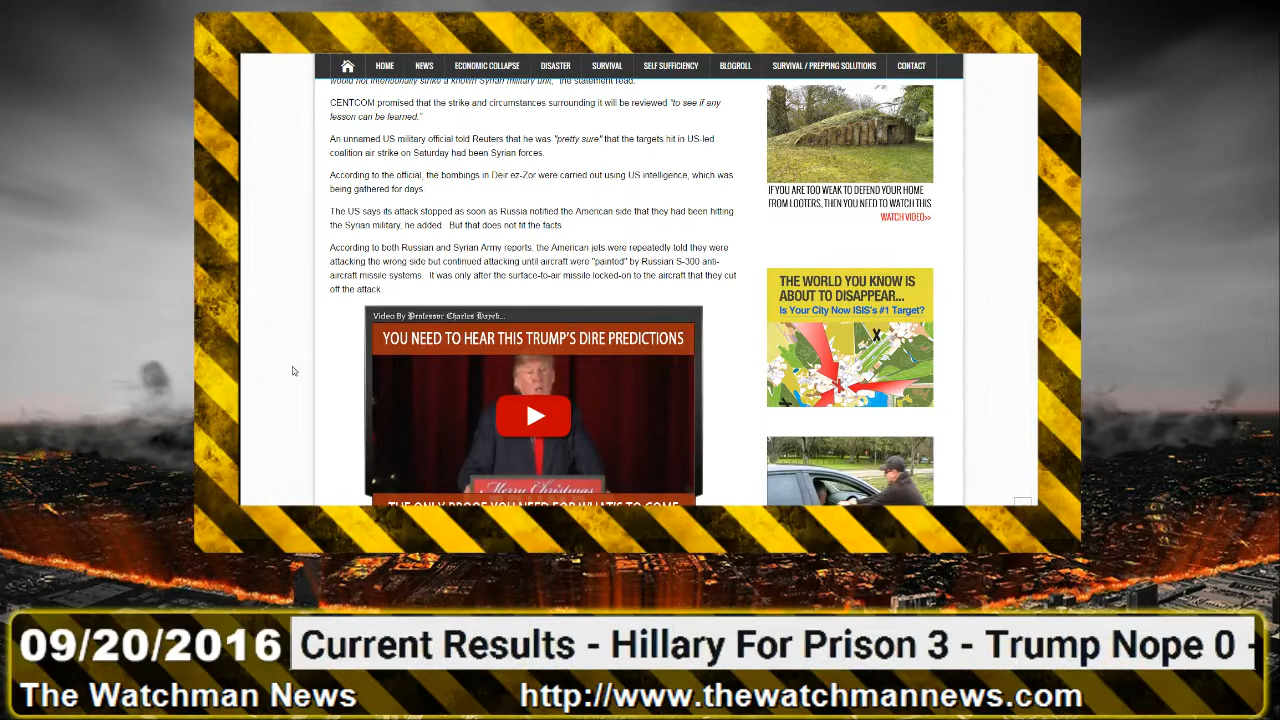 HOME NEWS ECONOMIC COLLAPSE DISASTER SURVIVAL SELF SUFFICIENCY BLOGROLL SURVIVAL / PREPPING SOLUTIONS CONTACT
would not intentionally strike a known Syrian military unit," the statement read.
CENTCOM promised that the strike and circumstances surrounding it will be reviewed "to see if any
lesson can be learned."
An unnamed US military official told Reuters that he was "pretty sure" that the targets hit in US-led
coalition air strike on Saturday had been Syrian forces.
According to the official, the bombings in Deir ez-Zor were carried out using US intelligence, which was
being gathered for days.
The US says its attack stopped as soon as Russia notified the American side that they had been hitting
the Syrian military, he added. But that does not fit the facts.
According to both Russian and Syrian Army reports, the American jets were repeatedly told they were
attacking the wrong side but continued attacking until aircraft were "painted" by Russian S-300 anti-
aircraft missile systems. It was only after the surface-to-air missile locked-on to the aircraft that they cut
off the attack.
Video By Professor Charles Hayek...
YOU NEED TO HEAR THIS TRUMP'S DIRE PREDICTIONS
Merry Christmas
THE ONLY PROOF YOU NEED FOR WHAT'S TO COME
IF YOU ARE TOO WEAK TO DEFEND YOUR HOME
FROM LOOTERS, THEN YOU NEED TO WATCH THIS
WATCH VIDEO>>
THE WORLD YOU KNOW IS
ABOUT TO DISAPPEAR...
Is Your City Now ISIS's #1 Target?
09/20/2016 Current Results - Hillary For Prison 3 - Trump Nope 0 -
The Watchman News http://www.thewatchmannews.com